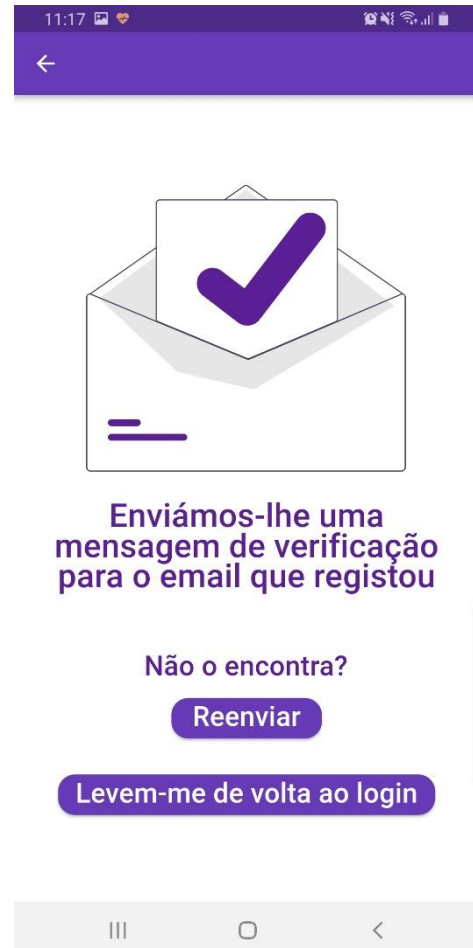 11:17
Enviámos-lhe uma
mensagem de verificação
para o email que registou
Não o encontra?
Reenviar
Levem-me de volta ao login